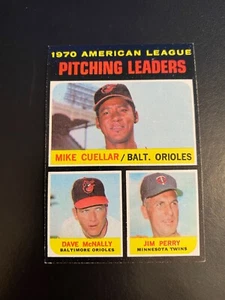 1970 AMERICAN LEAGUE
PITCHING LEADERS
MIKE CUELLAR / BALT. ORIOLES
DAVE McNALLY
BALTIMORE ORIOLES
JIM PERRY
MINNESOTA TWINS